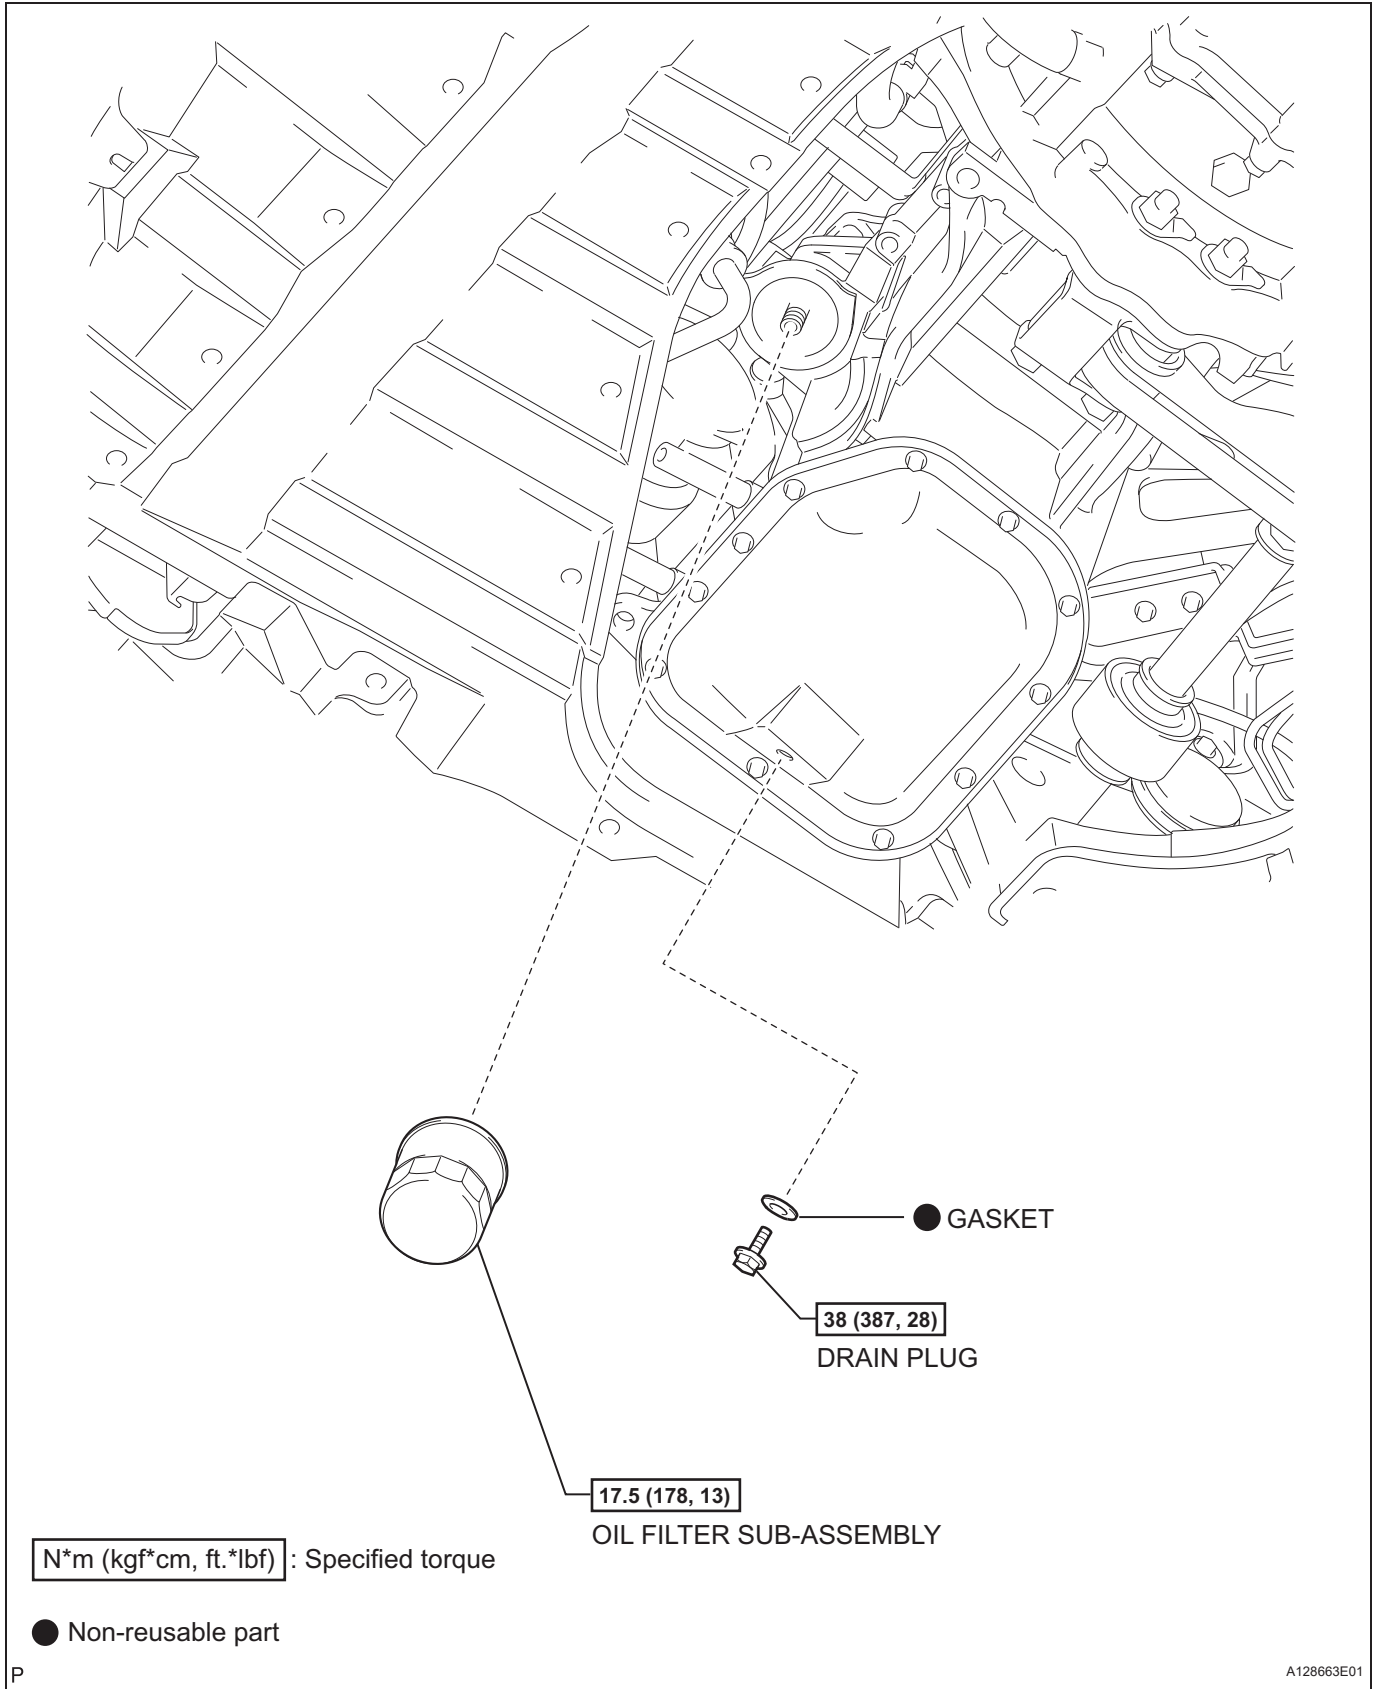 ● GASKET
38 (387, 28)
DRAIN PLUG
17.5 (178, 13)
OIL FILTER SUB-ASSEMBLY
N*m (kgf*cm, ft.*lbf) : Specified torque
● Non-reusable part
P
A128663E01